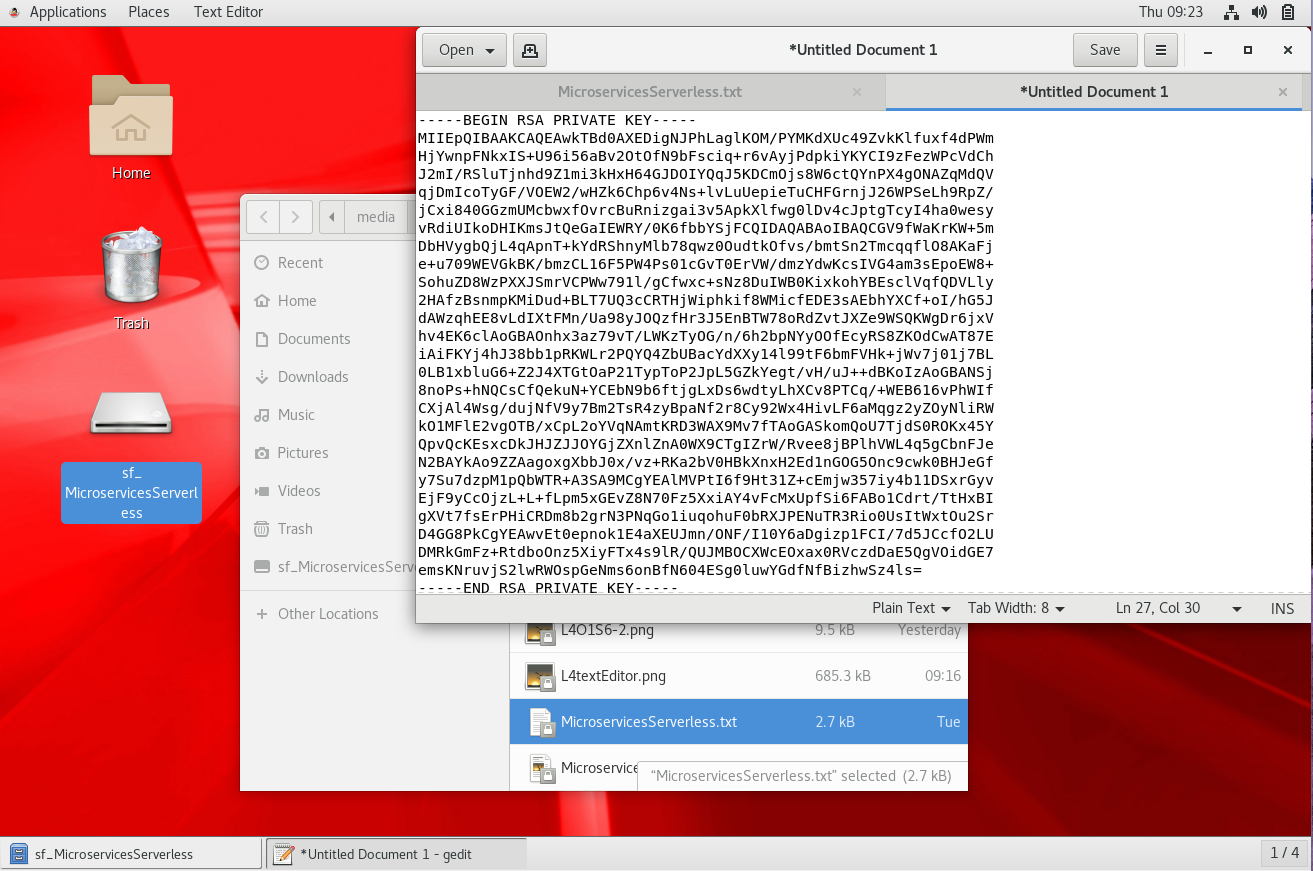 Applications Places Text Editor Thu 09:23
Open *Untitled Document 1 Save
MicroservicesServerless.txt *Untitled Document 1
-----BEGIN RSA PRIVATE KEY-----
MIIEpQIBAAKCAQEAwkTBd0AXEDigNJPhLaglKOM/PYMKdXUc49ZvkKlfuxf4dPWm
HjYwnpFNkxIS+U96i56aBv2OtOfN9bFsciq+r6vAyjPdpkiYKYCI9zFezWPcVdCh
J2mI/RSluTjnhd9Z1mi3kHxH64GJDOIYQqJ5KDCmOjs8W6ctQYnPX4gONAZqMdQV
qjDmIcoTyGF/VOEW2/wHZk6Chp6v4Ns+lvLuUepieTuCHFGrnjJ26WPSeLh9RpZ/
jCxi840GGzmUMcbwxfOvrcBuRnizgai3v5ApkXlfwg0lDv4cJptgTcyI4ha0wesy
vRdiUIkoDHIKmsJtQeGaIEWRY/0K6fbbYSjFCQIDAQABAoIBAQCGV9fWaKrKW+5m
DbHVygbQjL4qApnT+kYdRShnyMlb78qwz0OudtkOfvs/bmtSn2TmcqqflO8AKaFj
e+u709WEVGkBK/bmzCL16F5PW4Ps01cGvT0ErVW/dmzYdwKcsIVG4am3sEpoEW8+
SohuZD8WzPXXJSmrVCPWw791l/gCfwxc+sNz8DuIWB0KixkohYBEsclVqfQDVLly
2HAfzBsnmpKMiDud+BLT7UQ3cCRTHjWiphkif8WMicfEDE3sAEbhYXCf+oI/hG5J
dAWzqhEE8vLdIXtFMn/Ua98yJOQzfHr3J5EnBTW78oRdZvtJXZe9WSQKWgDr6jxV
hv4EK6clAoGBAOnhx3az79vT/LWKzTyOG/n/6h2bpNYyOOfEcyRS8ZKOdCwAT87E
iAiFKYj4hJ38bb1pRKWLr2PQYQ4ZbUBacYdXXy14l99tF6bmFVHk+jWv7j01j7BL
0LB1xbluG6+Z2J4XTGtOaP21TypToP2JpL5GZkYegt/vH/uJ++dBKoIzAoGBANSj
8noPs+hNQCsCfQekuN+YCEbN9b6ftjgLxDs6wdtyLhXCv8PTCq/+WEB616vPhWIf
CXjAl4Wsg/dujNfV9y7Bm2TsR4zyBpaNf2r8Cy92Wx4HivLF6aMqgz2yZOyNliRW
kO1MFlE2vgOTB/xCpL2oYVqNAmtKRD3WAX9Mv7fTAoGASkomQoU7TjdS0ROKx45Y
QpvQcKEsxcDkJHJZJJOYGjZXnlZnA0WX9CTgIZrW/Rvee8jBPlhVWL4q5gCbnFJe
N2BAYkAo9ZZAagoxgXbbJ0x/vz+RKa2bV0HBkXnxH2Ed1nGOG5Onc9cwk0BHJeGf
y7Su7dzpM1pQbWTR+A3SA9MCgYEAlMVPtI6f9Ht31Z+cEmjw357iy4b11DSxrGyv
EjF9yCcOjzL+L+fLpm5xGEvZ8N70Fz5XxiAY4vFcMxUpfSi6FABo1Cdrt/TtHxBI
gXVt7fsErPHiCRDm8b2grN3PNqGo1iuqohuF0bRXJPENuTR3Rio0UsItWxtOu2Sr
D4GG8PkCgYEAwvEt0epnok1E4aXEUJmn/ONF/I10Y6aDgizp1FCI/7d5JCcfO2LU
DMRkGmFz+RtdboOnz5XiyFTx4s9lR/QUJMBOCXWcEOxax0RVczdDaE5QgVOidGE7
emsKNruvjS2lwRWOspGeNms6onBfN604ESg0luwYGdfNfBizhwSz4ls=
-----END RSA PRIVATE KEY-----
Plain Text Tab Width: 8 Ln 27, Col 30 INS
Home
Trash
sf_
MicroservicesServerl
ess
media
Recent
Home
Documents
Downloads
Music
Pictures
Videos
Trash
sf_MicroservicesServe
Other Locations
L4O1S6-2.png 9.5 kB Yesterday
L4textEditor.png 685.3 kB 09:16
MicroservicesServerless.txt 2.7 kB Tue
Microservice
“MicroservicesServerless.txt” selected (2.7 kB)
sf_MicroservicesServerless *Untitled Document 1 - gedit 1 / 4